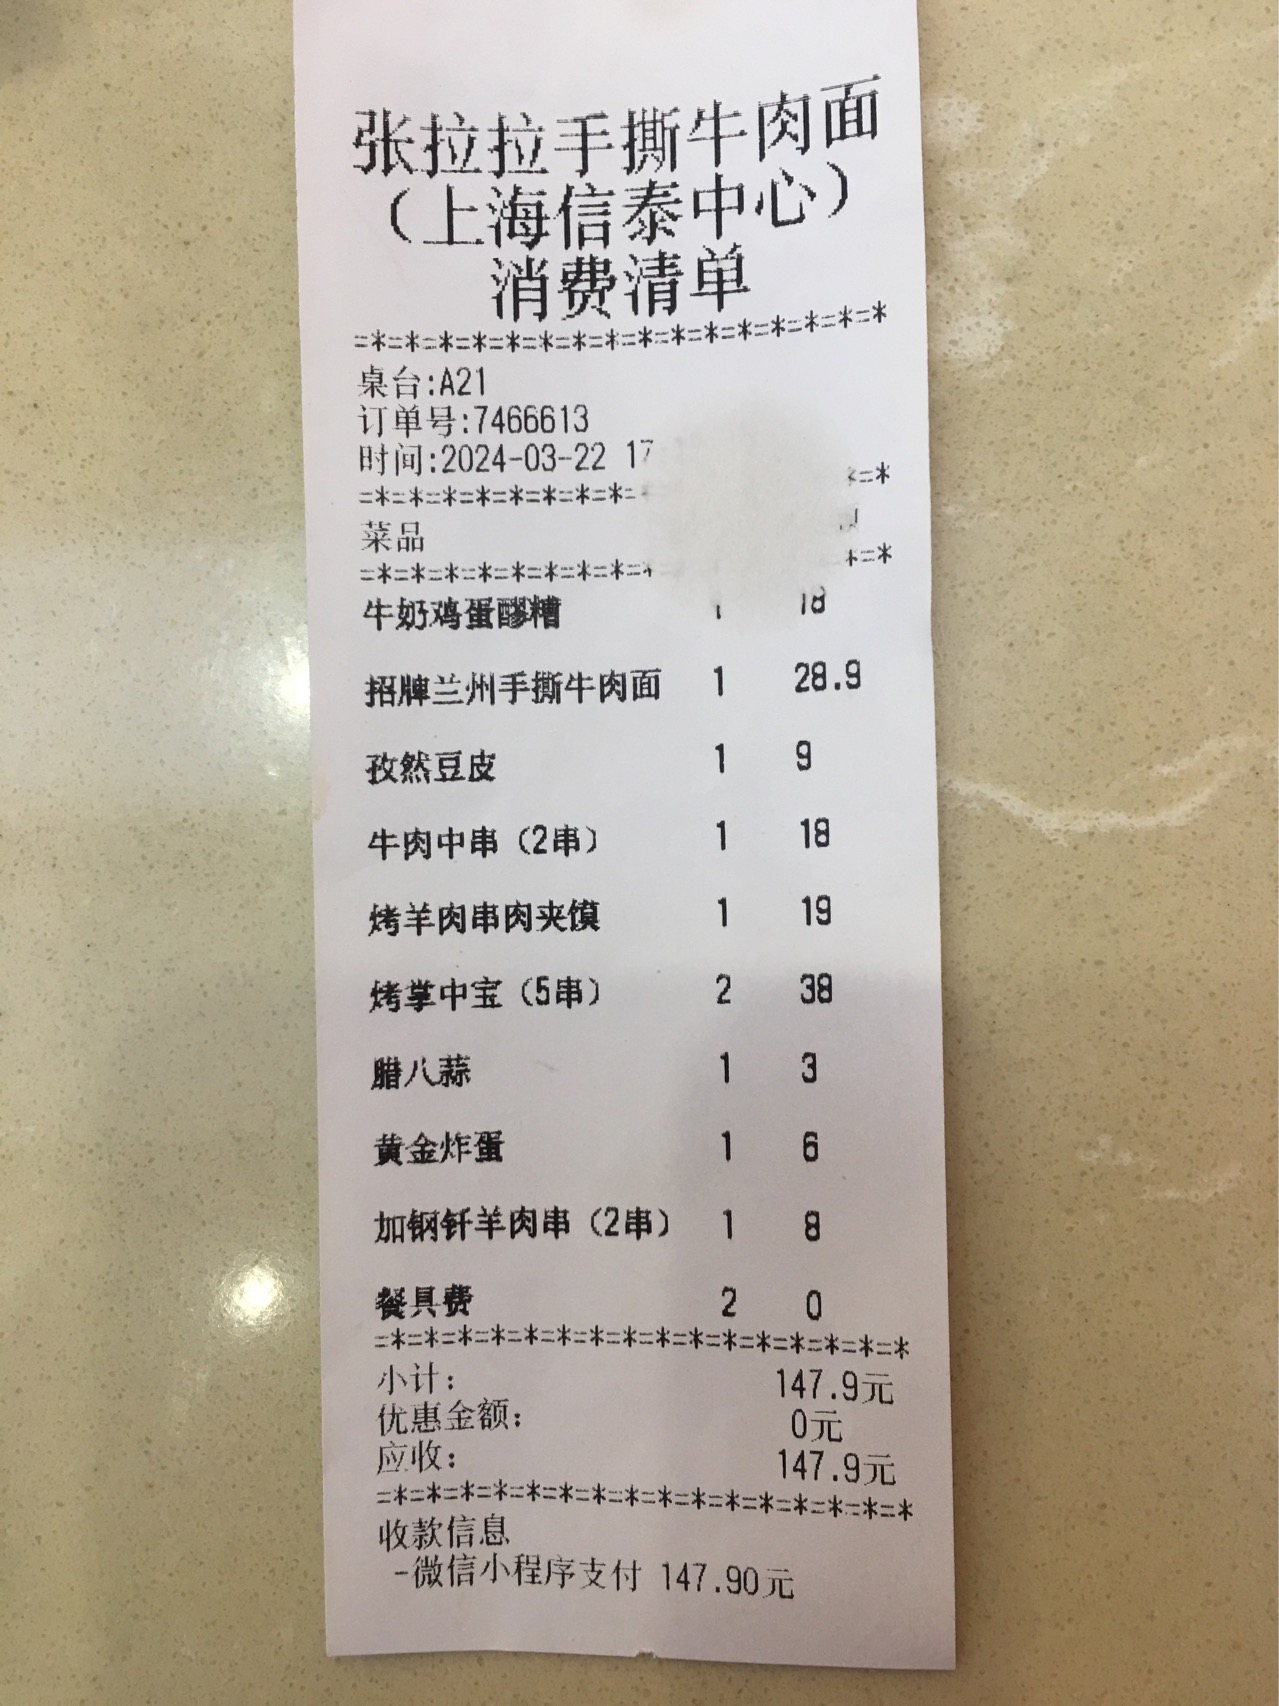 张拉拉手撕牛肉面
（上海信泰中心）
消费清单
=*=*=*=*=*=*=*=*=*=*=*=*=*=*=*=*
桌台:A21
订单号:7466613
时间:2024-03-22 17
=*=*=*=*=*=*=*=*= *=*
菜品
=*=*=*=*=*=*=*=*=* *=*
牛奶鸡蛋醪糟 1 18
招牌兰州手撕牛肉面 1 28.9
孜然豆皮 1 9
牛肉中串（2串） 1 18
烤羊肉串肉夹馍 1 19
烤掌中宝（5串） 2 38
腊八蒜 1 3
黄金炸蛋 1 6
加钢钎羊肉串（2串） 1 8
餐具费 2 0
=*=*=*=*=*=*=*=*=*=*=*=*=*=*=*=*
小计： 147.9元
优惠金额： 0元
应收： 147.9元
=*=*=*=*=*=*=*=*=*=*=*=*=*=*=*=*
收款信息
-微信小程序支付 147.90元